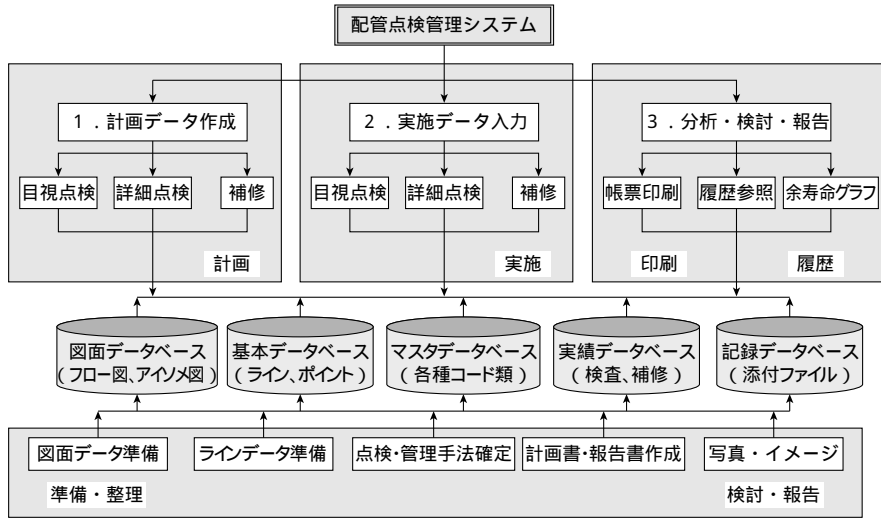 配管点検管理システム
1．計画データ作成
2．実施データ入力
3．分析・検討・報告
目視点検
詳細点検
補修
目視点検
詳細点検
補修
帳票印刷
履歴参照
余寿命グラフ
計画
実施
印刷
履歴
図面データベース
（フロー図、アイソメ図）
基本データベース
（ライン、ポイント）
マスタデータベース
（各種コード類）
実績データベース
（検査、補修）
記録データベース
（添付ファイル）
図面データ準備
ラインデータ準備
点検・管理手法確定
計画書・報告書作成
写真・イメージ
準備・整理
検討・報告